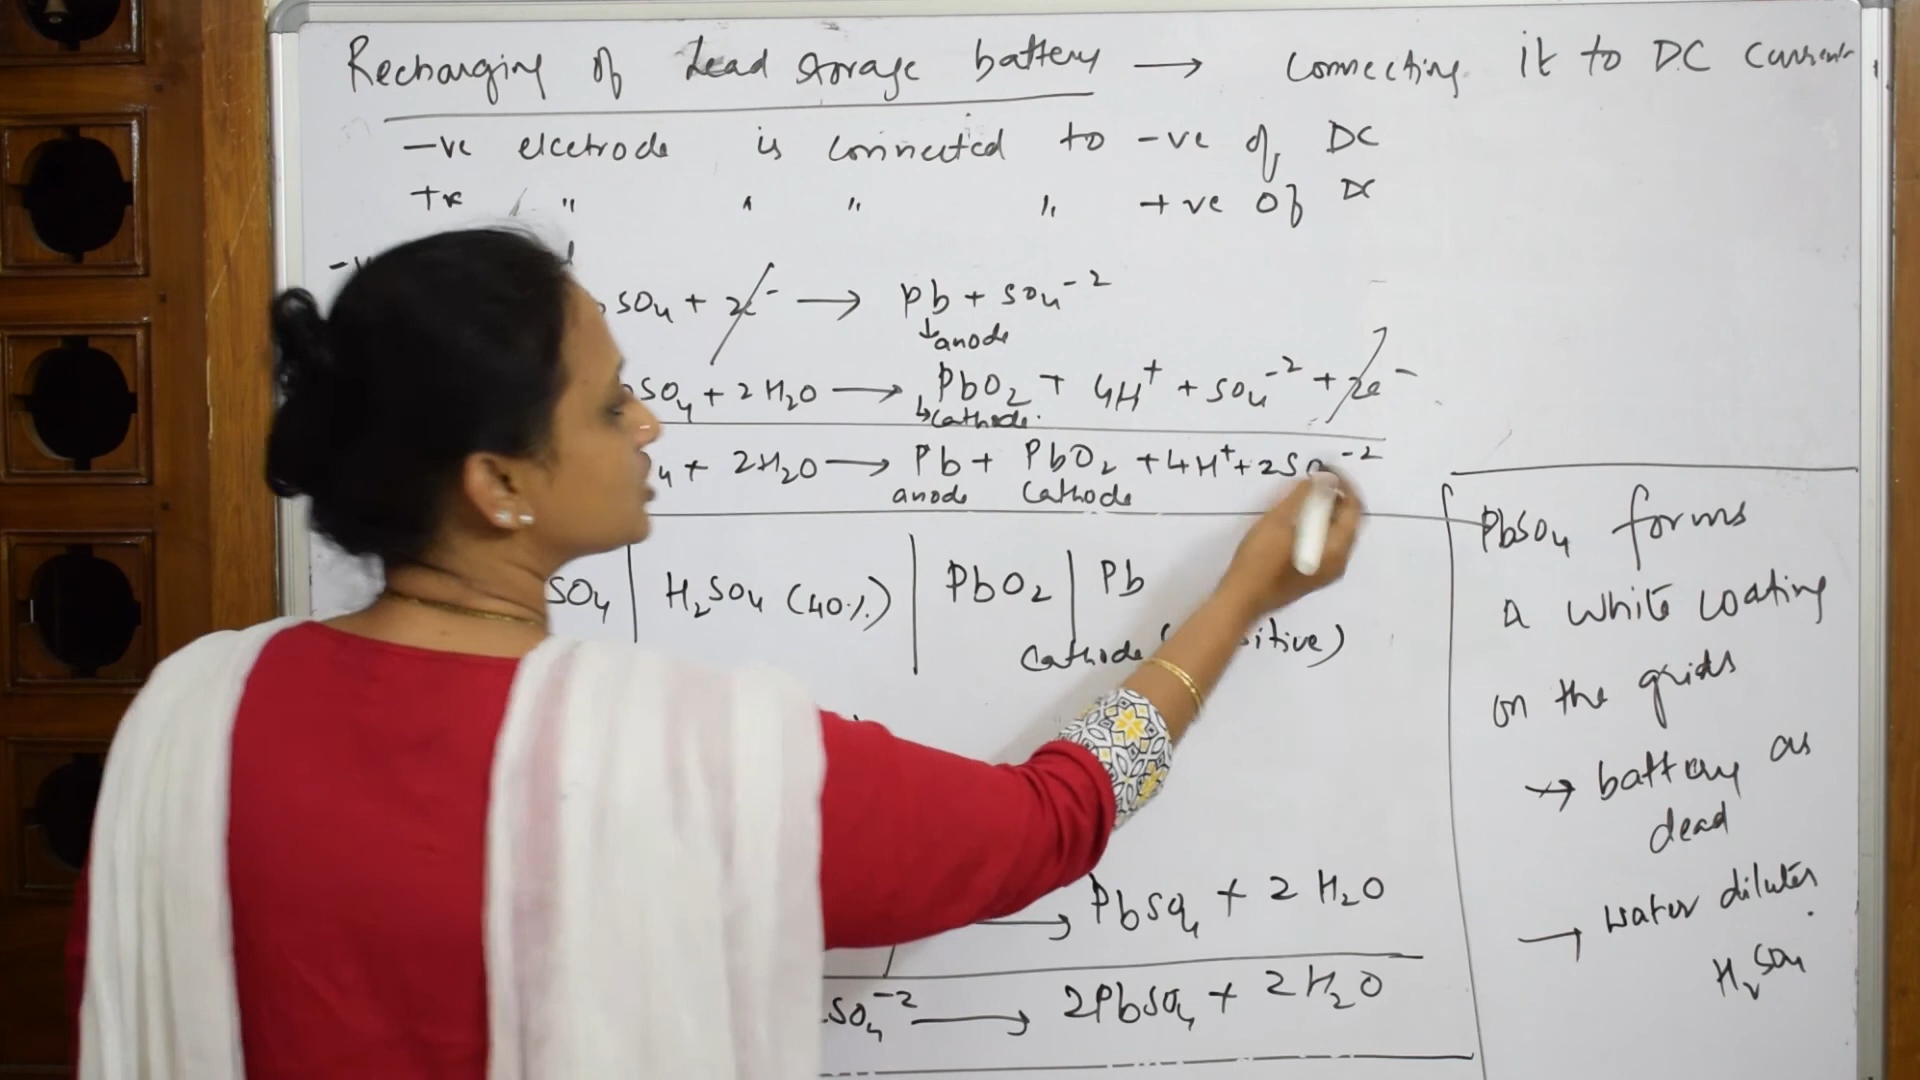 Recharging of Lead storage battery → connecting it to DC current,
-ve electrode is connected to -ve of DC
+ve " " " " +ve of DC
SO4 + 2e- → Pb + SO4-2
↓ anode
SO4 + 2H2O → PbO2 + 4H+ + SO4-2 + 2e-
↳ cathode.
4 + 2H2O → Pb + PbO2 + 4H+ + 2SO4-2
anode cathode
SO4 | H2SO4 (40%) | PbO2 | Pb
Cathode ( itive)
→ PbSO4 + 2H2O
SO4-2 → 2PbSO4 + 2H2O
PbSO4 forms
a white coating
on the grids
→ battery as
dead
→ water dilutes
H2SO4